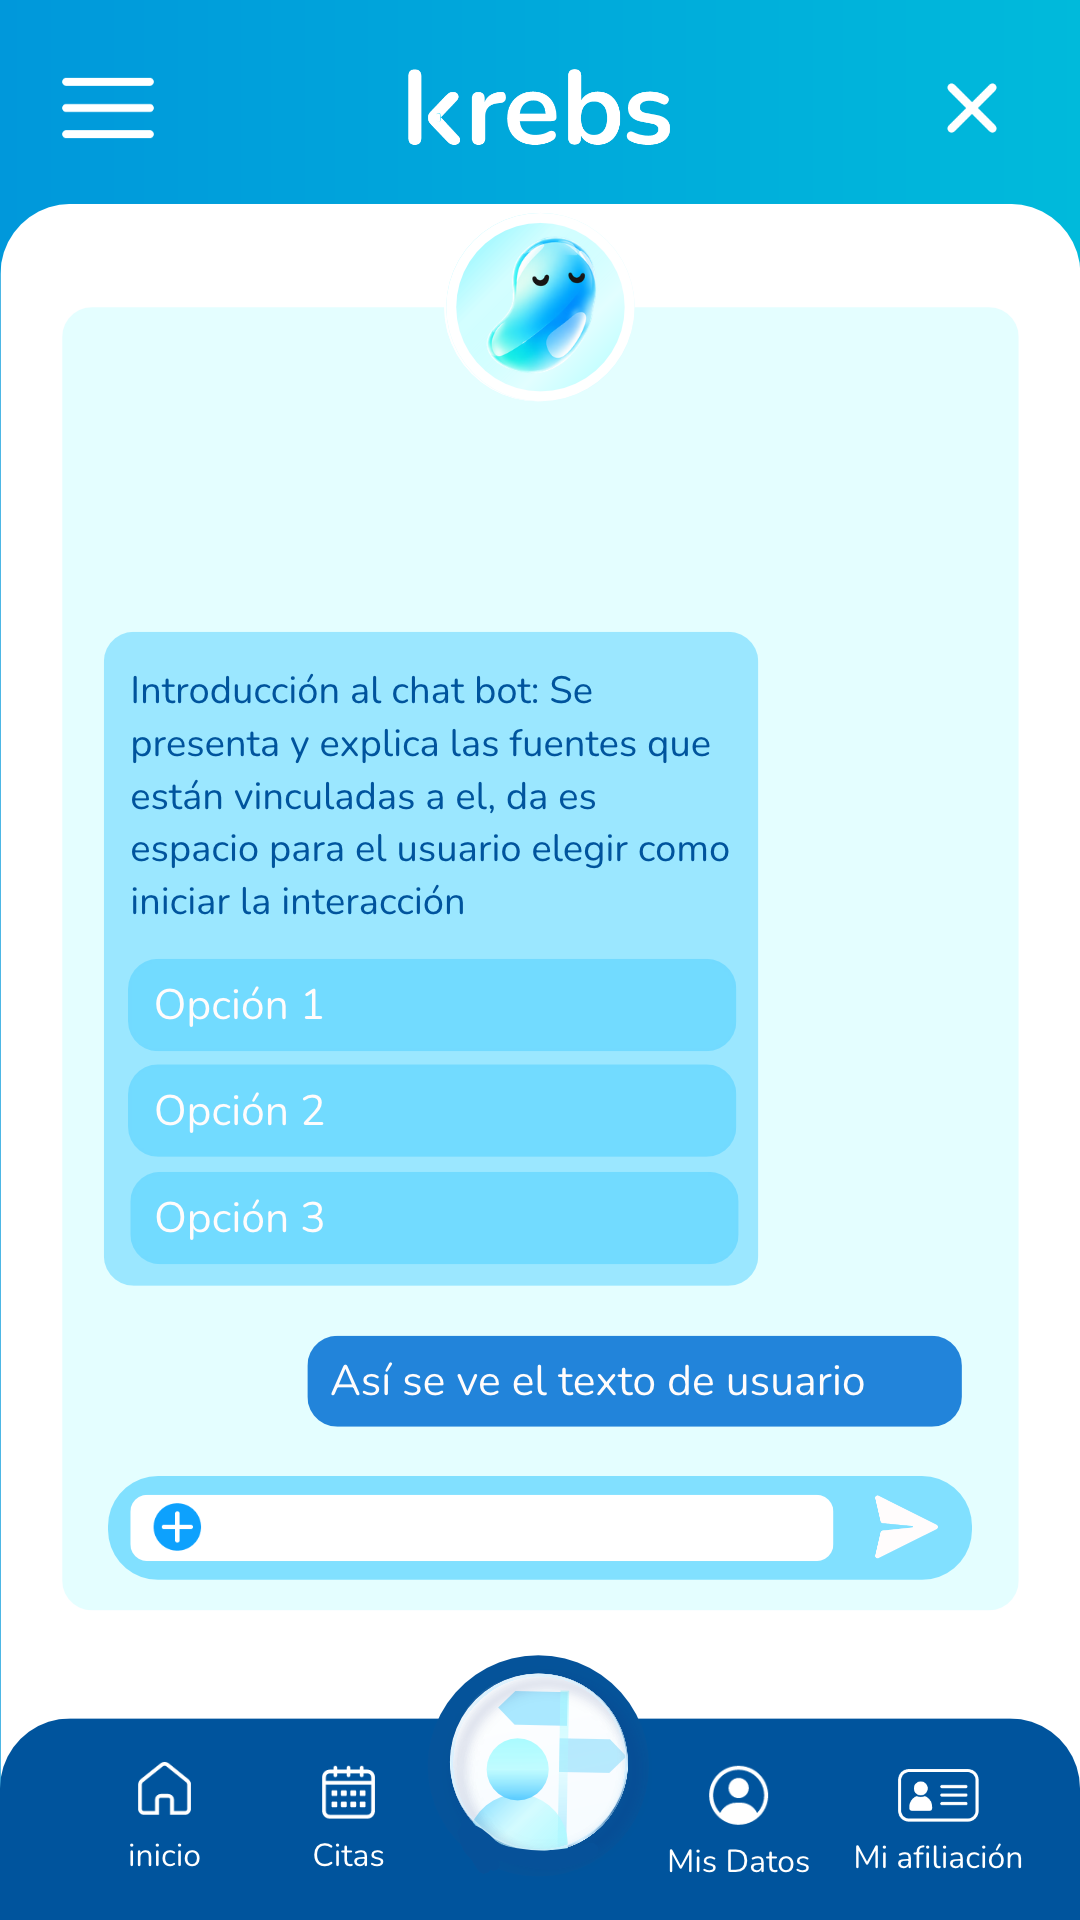 krebs
Introducción al chat bot: Se
presenta y explica las fuentes que
están vinculadas a el, da es
espacio para el usuario elegir como
iniciar la interacción
Opción 1
Opción 2
Opción 3
Así se ve el texto de usuario
inicio
Citas
Mis Datos
Mi afiliación